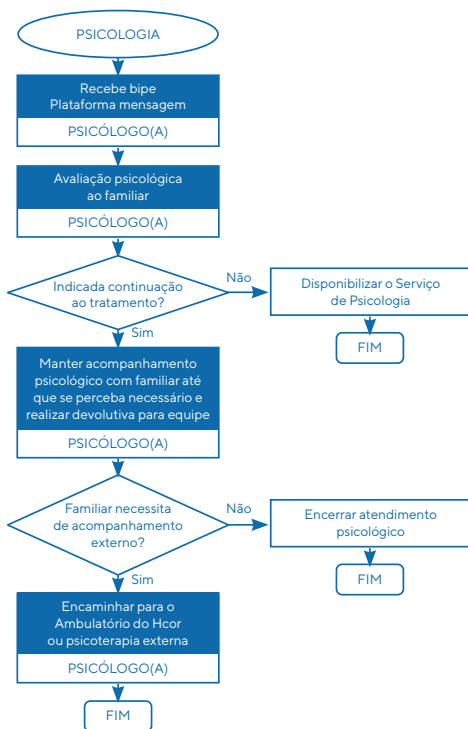 PSICOLOGIA
Recebe bipe
Plataforma mensagem
PSICÓLOGO(A)
Avaliação psicológica
ao familiar
PSICÓLOGO(A)
Indicada continuação
ao tratamento?
Não
Disponibilizar o Serviço
de Psicologia
FIM
Sim
Manter acompanhamento
psicológico com familiar até
que se perceba necessário e
realizar devolutiva para equipe
PSICÓLOGO(A)
Familiar necessita
de acompanhamento
externo?
Não
Encerrar atendimento
psicológico
FIM
Sim
Encaminhar para o
Ambulatório do Hcor
ou psicoterapia externa
PSICÓLOGO(A)
FIM